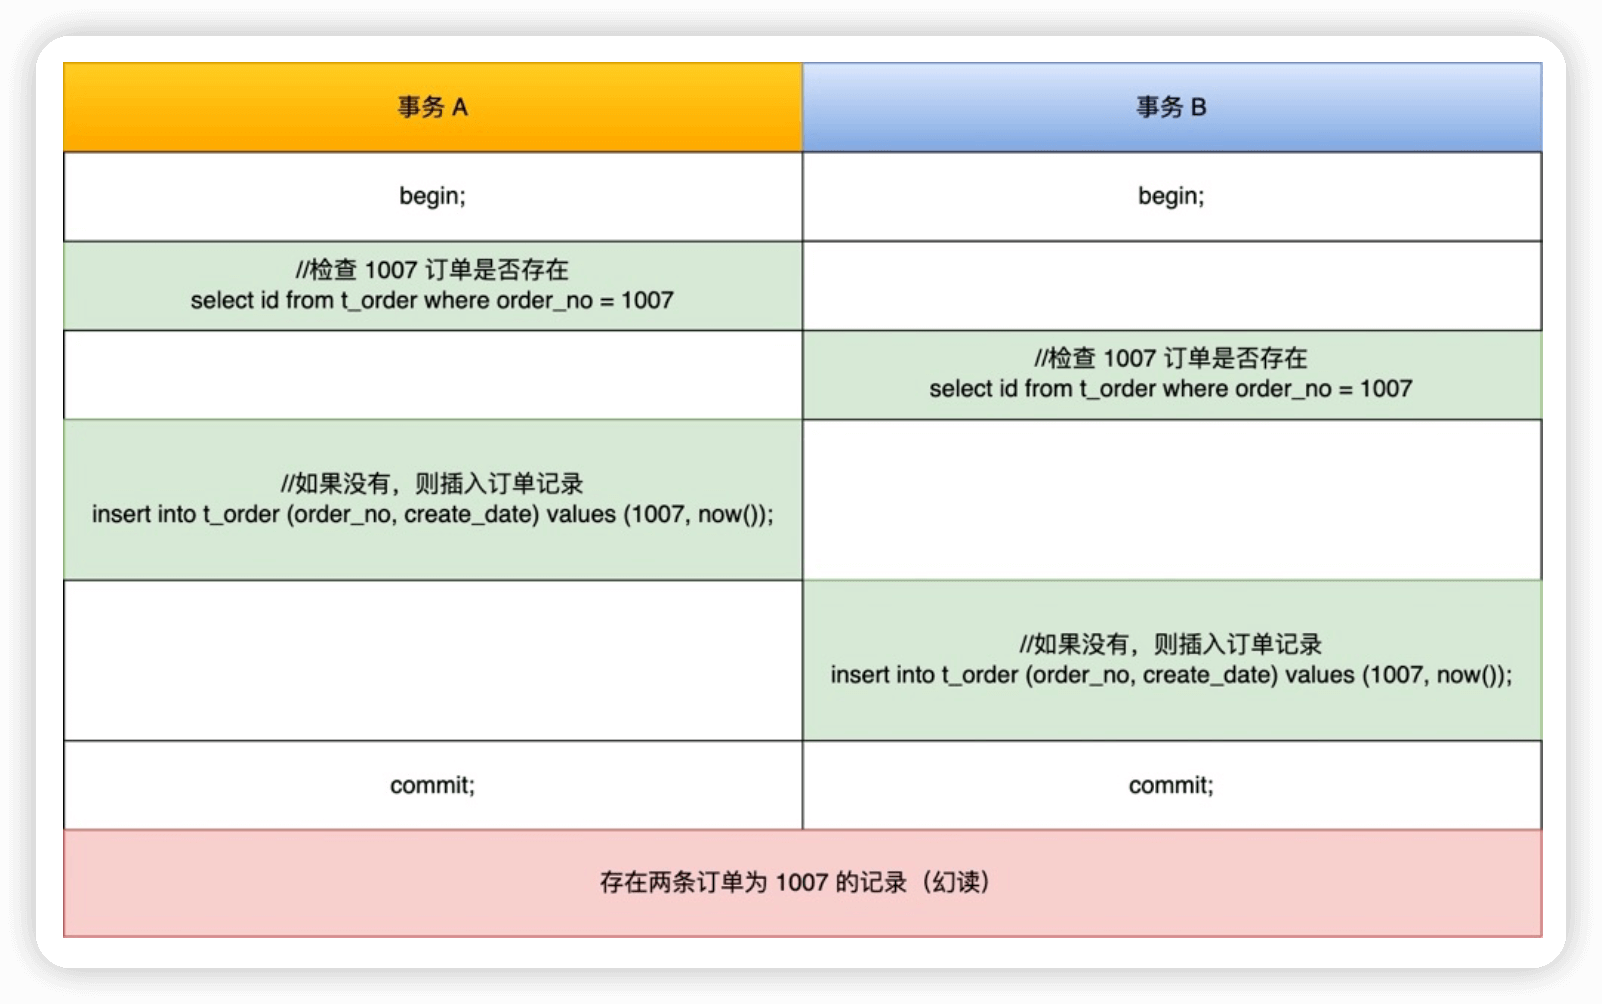 事务 A
事务 B
begin;
begin;
//检查 1007 订单是否存在
select id from t_order where order_no = 1007
//检查 1007 订单是否存在
select id from t_order where order_no = 1007
//如果没有，则插入订单记录
insert into t_order (order_no, create_date) values (1007, now());
//如果没有，则插入订单记录
insert into t_order (order_no, create_date) values (1007, now());
commit;
commit;
存在两条订单为 1007 的记录（幻读）